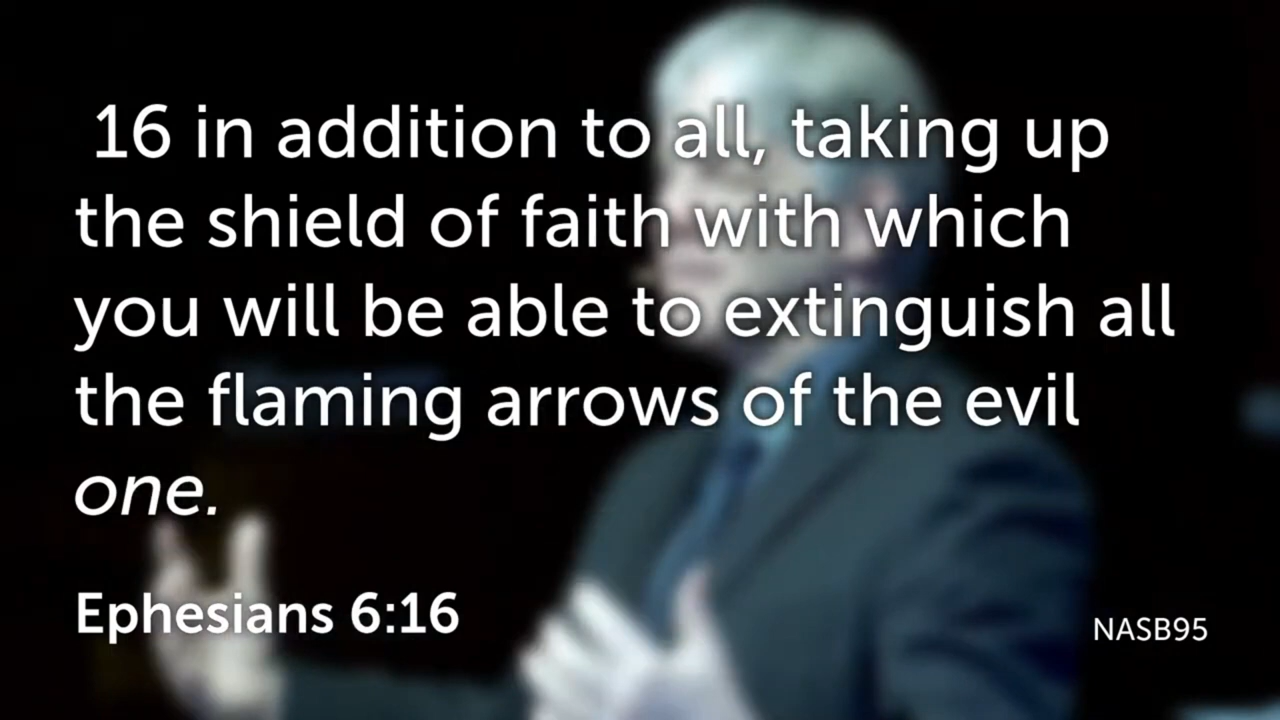 16 in addition to all, taking up
the shield of faith with which
you will be able to extinguish all
the flaming arrows of the evil
one.
Ephesians 6:16
NASB95